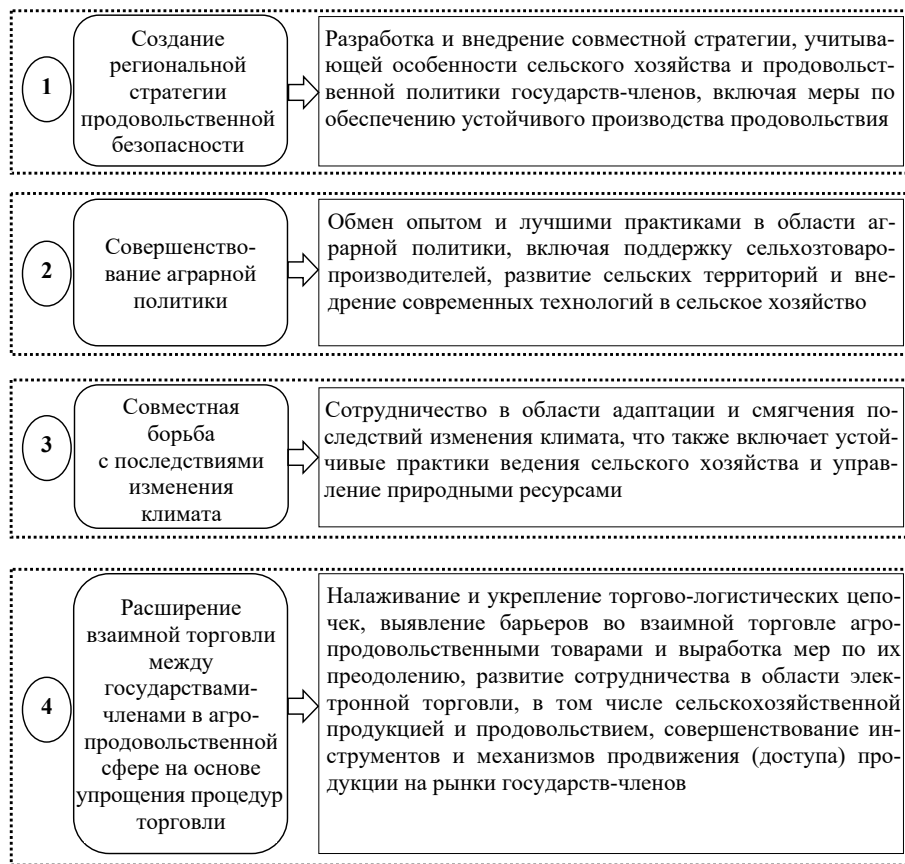 1
Создание
региональной
стратегии
продовольственной
безопасности
Разработка и внедрение совместной стратегии, учитыва-
ющей особенности сельского хозяйства и продовольст-
венной политики государств-членов, включая меры по
обеспечению устойчивого производства продовольствия
2
Совершенство-
вание аграрной
политики
Обмен опытом и лучшими практиками в области аг-
рарной политики, включая поддержку сельхозтоваро-
производителей, развитие сельских территорий и вне-
дрение современных технологий в сельское хозяйство
3
Совместная
борьба
с последствиями
изменения
климата
Сотрудничество в области адаптации и смягчения по-
следствий изменения климата, что также включает устой-
чивые практики ведения сельского хозяйства и управ-
ление природными ресурсами
4
Расширение
взаимной торговли
между
государствами-
членами в агро-
продовольственной
сфере на основе
упрощения процедур
торговли
Налаживание и укрепление торгово-логистических цепо-
чек, выявление барьеров во взаимной торговле агро-
продовольственными товарами и выработка мер по их
преодолению, развитие сотрудничества в области элек-
тронной торговли, в том числе сельскохозяйственной
продукцией и продовольствием, совершенствование ин-
струментов и механизмов продвижения (доступа) про-
дукции на рынки государств-членов